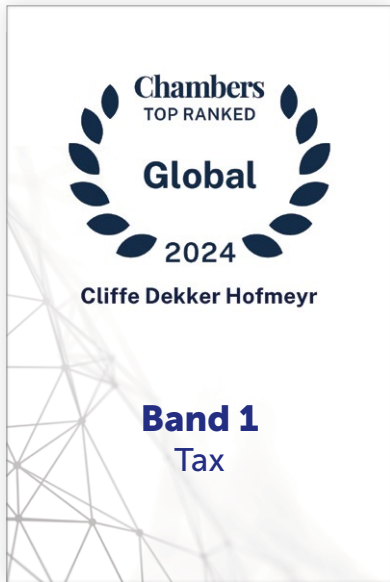 Chambers
TOP RANKED
Global
2024
Cliffe Dekker Hofmeyr
Band 1
Tax